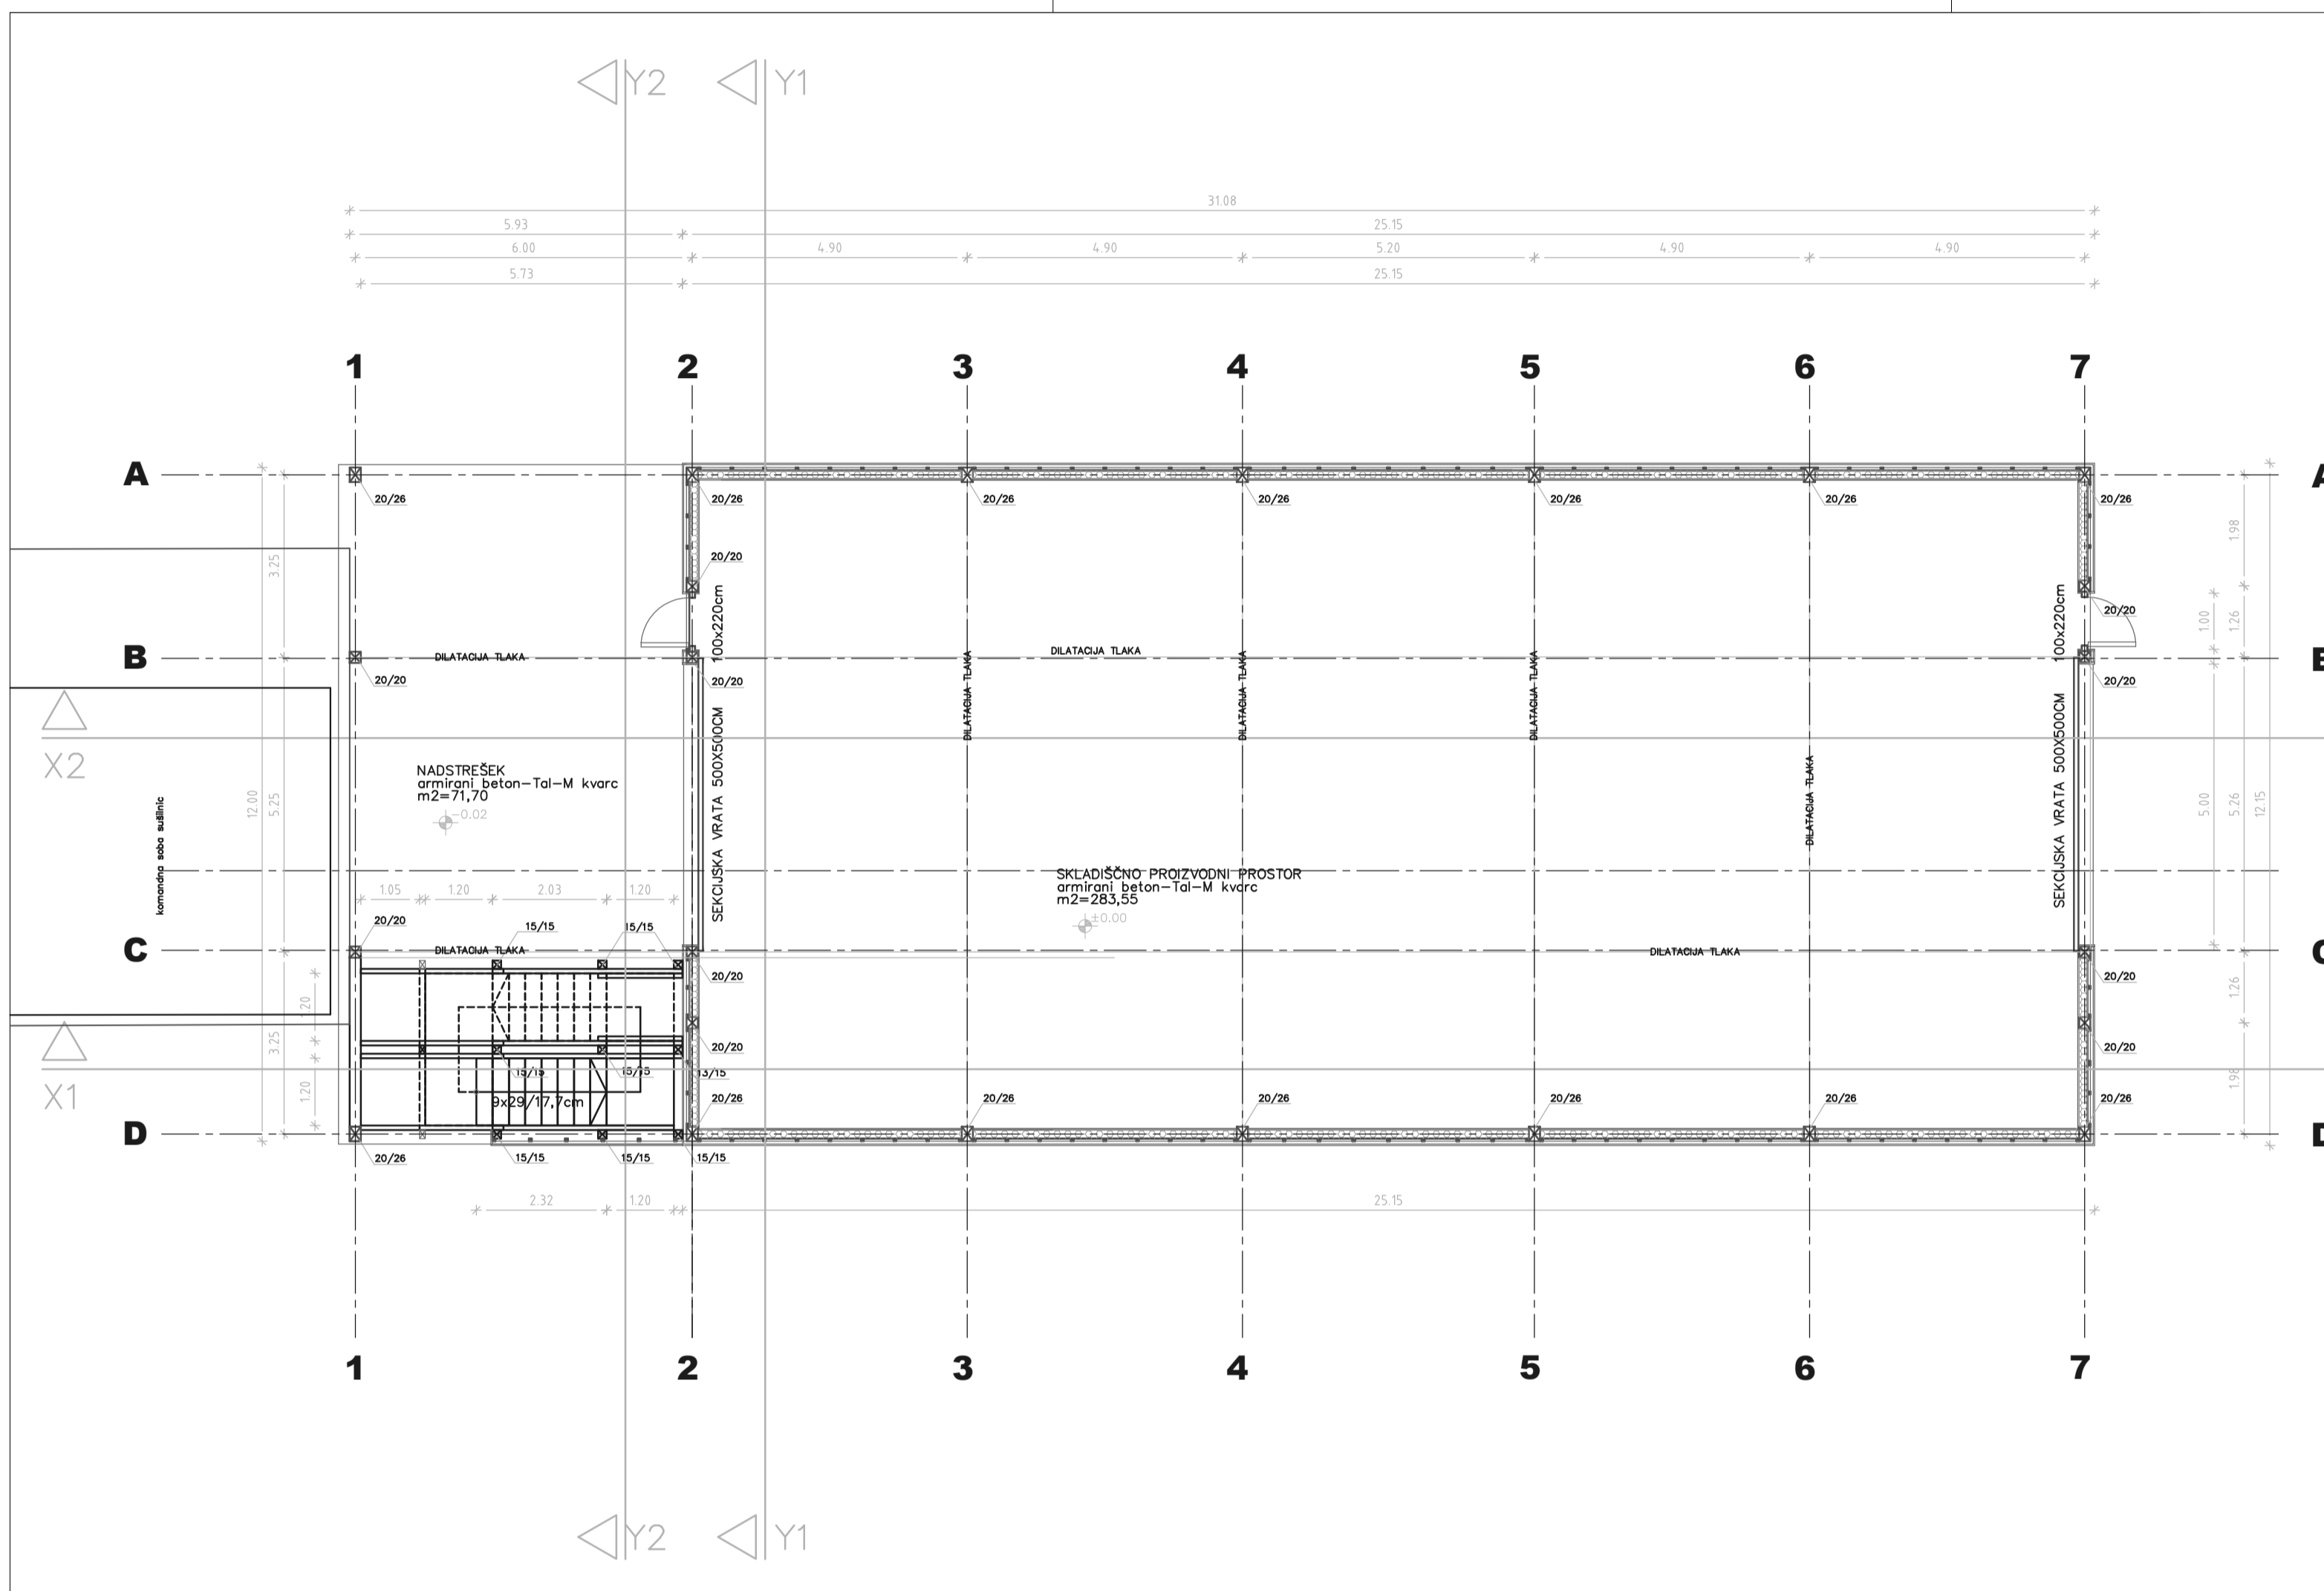 Y2 Y1
31.08
5.93 25.15
6.00 4.90 4.90 5.20 4.90 4.90
5.73 25.15
1 2 3 4 5 6 7
A A
20/26 20/26 20/26 20/26 20/26 20/26 20/26
1.98
3.25
20/20
100x220cm
100x220cm
20/20
1.00
1.26
B B
DILATACIJA TLAKA
DILATACIJA TLAKA
20/20 20/20 20/20
DILATACIJA TLAKA
DILATACIJA TLAKA
DILATACIJA TLAKA
DILATACIJA TLAKA
X2
SEKCIJSKA VRATA 500X500CM
SEKCIJSKA VRATA 500X500CM
NADSTREŠEK
armirani beton-Tal-M kvarc
m2=71,70
-0.02
12.00
5.25
5.00
5.26
12.15
komandna soba sušilnic
SKLADIŠČNO PROIZVODNI PROSTOR
armirani beton-Tal-M kvarc
m2=283,55
±0.00
1.05 1.20 2.03 1.20
20/20 15/15 15/15
C C
DILATACIJA TLAKA
DILATACIJA TLAKA
20/20 20/20
1.20
1.26
3.25
20/20 20/20
X1
15/15 15/15 13/15
1.20
1.98
9x29/17,7cm
20/26 20/26 20/26 20/26 20/26 20/26
D D
20/26 15/15 15/15 15/15
2.32 1.20 25.15
1 2 3 4 5 6 7
Y2 Y1